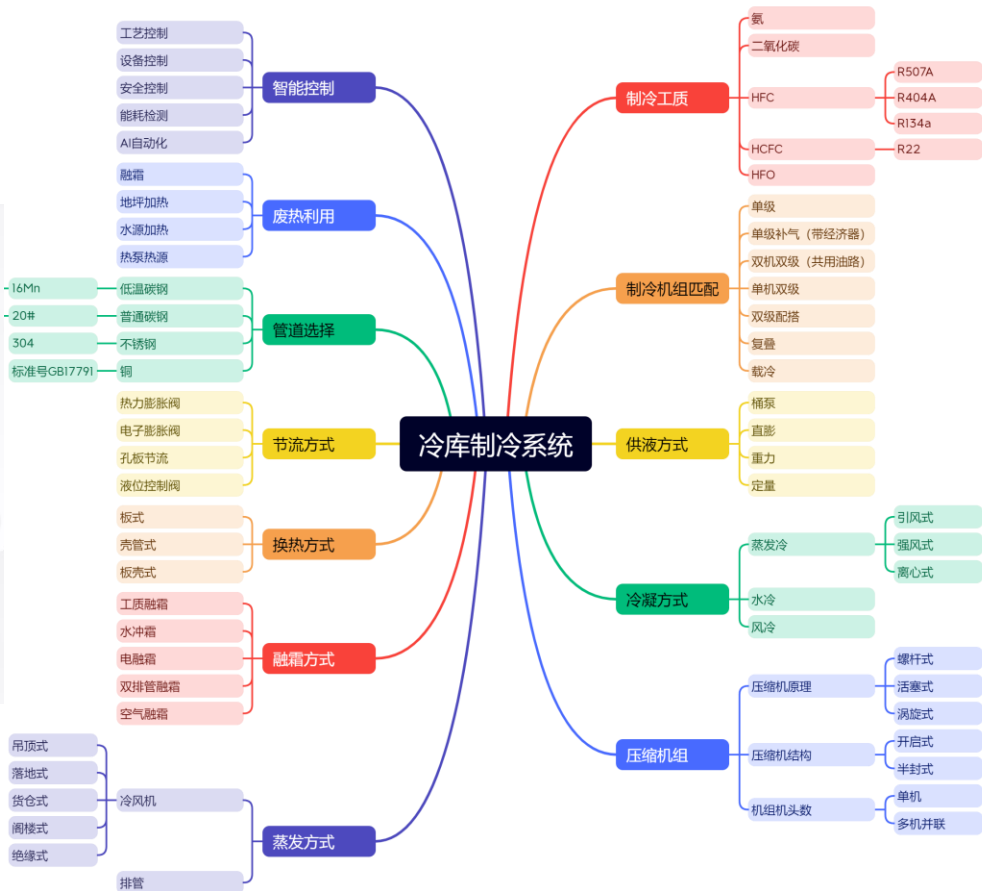 冷库制冷系统
制冷工质
氨
二氧化碳
HFC
R507A
R404A
R134a
HCFC
R22
HFO
制冷机组匹配
单级
单级补气（带经济器）
双机双级（共用油路）
单机双级
双级配搭
复叠
载冷
供液方式
桶泵
直膨
重力
定量
冷凝方式
蒸发冷
引风式
强风式
离心式
水冷
风冷
压缩机组
压缩机原理
螺杆式
活塞式
涡旋式
压缩机结构
开启式
半封式
机组机头数
单机
多机并联
智能控制
工艺控制
设备控制
安全控制
能耗检测
AI自动化
废热利用
融霜
地坪加热
水源加热
热泵热源
管道选择
低温碳钢
16Mn
普通碳钢
20#
不锈钢
304
铜
标准号GB17791
节流方式
热力膨胀阀
电子膨胀阀
孔板节流
液位控制阀
换热方式
板式
壳管式
板壳式
融霜方式
工质融霜
水冲霜
电融霜
双排管融霜
空气融霜
蒸发方式
冷风机
吊顶式
落地式
货仓式
阁楼式
绝缘式
排管